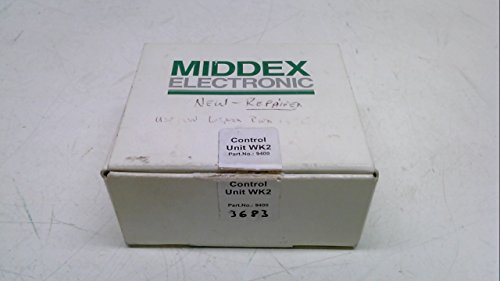 MIDDEX
ELECTRONIC
NEW - REPAIRED
Control
Unit WK2
Part.No.: 9400
Control
Unit WK2
Part.No.: 9400
3683